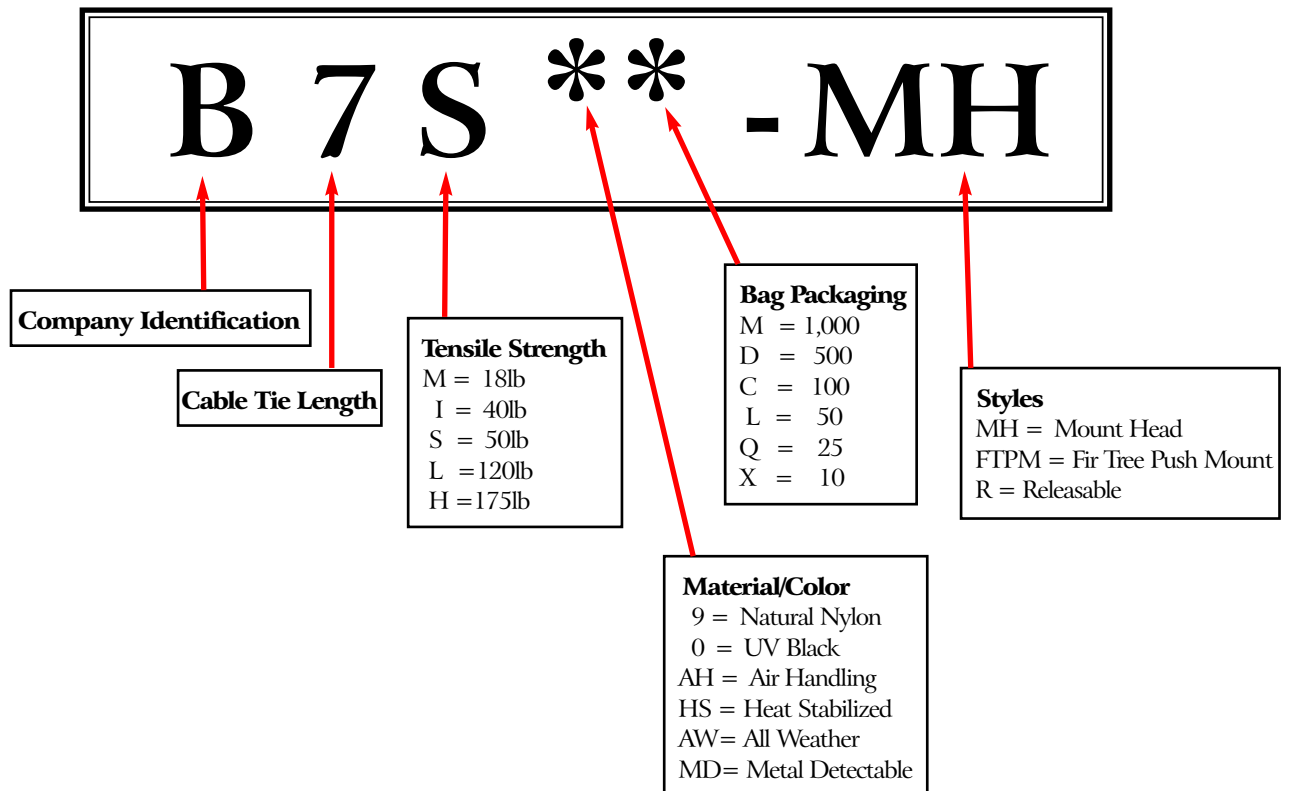 B 7 S ** - MH
Company Identification
Cable Tie Length
Tensile Strength
M = 18lb
I = 40lb
S = 50lb
L =120lb
H =175lb
Bag Packaging
M = 1,000
D = 500
C = 100
L = 50
Q = 25
X = 10
Styles
MH = Mount Head
FTPM = Fir Tree Push Mount
R = Releasable
Material/Color
9 = Natural Nylon
0 = UV Black
AH = Air Handling
HS = Heat Stabilized
AW= All Weather
MD= Metal Detectable